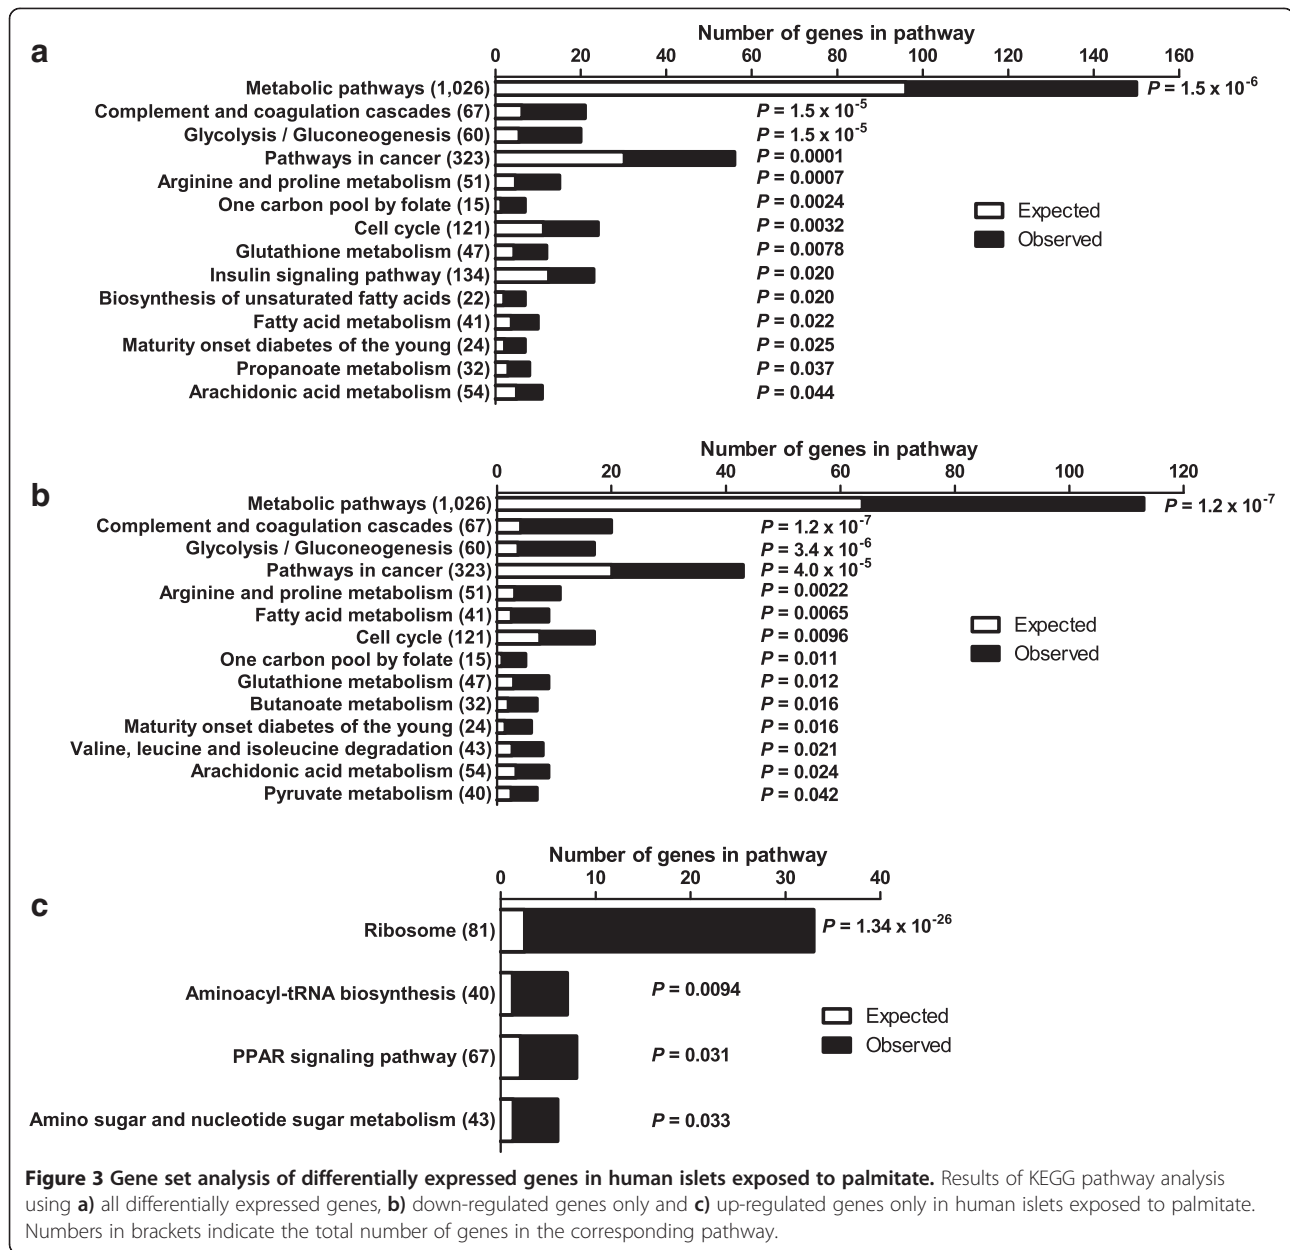 a
Number of genes in pathway
0 20 40 60 80 100 120 140 160
Metabolic pathways (1,026) P = 1.5 x 10-6
Complement and coagulation cascades (67) P = 1.5 x 10-5
Glycolysis / Gluconeogenesis (60) P = 1.5 x 10-5
Pathways in cancer (323) P = 0.0001
Arginine and proline metabolism (51) P = 0.0007
One carbon pool by folate (15) P = 0.0024
Cell cycle (121) P = 0.0032
Glutathione metabolism (47) P = 0.0078
Insulin signaling pathway (134) P = 0.020
Biosynthesis of unsaturated fatty acids (22) P = 0.020
Fatty acid metabolism (41) P = 0.022
Maturity onset diabetes of the young (24) P = 0.025
Propanoate metabolism (32) P = 0.037
Arachidonic acid metabolism (54) P = 0.044
Expected
Observed
b
Number of genes in pathway
0 20 40 60 80 100 120
Metabolic pathways (1,026) P = 1.2 x 10-7
Complement and coagulation cascades (67) P = 1.2 x 10-7
Glycolysis / Gluconeogenesis (60) P = 3.4 x 10-6
Pathways in cancer (323) P = 4.0 x 10-5
Arginine and proline metabolism (51) P = 0.0022
Fatty acid metabolism (41) P = 0.0065
Cell cycle (121) P = 0.0096
One carbon pool by folate (15) P = 0.011
Glutathione metabolism (47) P = 0.012
Butanoate metabolism (32) P = 0.016
Maturity onset diabetes of the young (24) P = 0.016
Valine, leucine and isoleucine degradation (43) P = 0.021
Arachidonic acid metabolism (54) P = 0.024
Pyruvate metabolism (40) P = 0.042
Expected
Observed
c
Number of genes in pathway
0 10 20 30 40
Ribosome (81) P = 1.34 x 10-26
Aminoacyl-tRNA biosynthesis (40) P = 0.0094
PPAR signaling pathway (67) P = 0.031
Amino sugar and nucleotide sugar metabolism (43) P = 0.033
Expected
Observed
Figure 3 Gene set analysis of differentially expressed genes in human islets exposed to palmitate. Results of KEGG pathway analysis
using a) all differentially expressed genes, b) down-regulated genes only and c) up-regulated genes only in human islets exposed to palmitate.
Numbers in brackets indicate the total number of genes in the corresponding pathway.